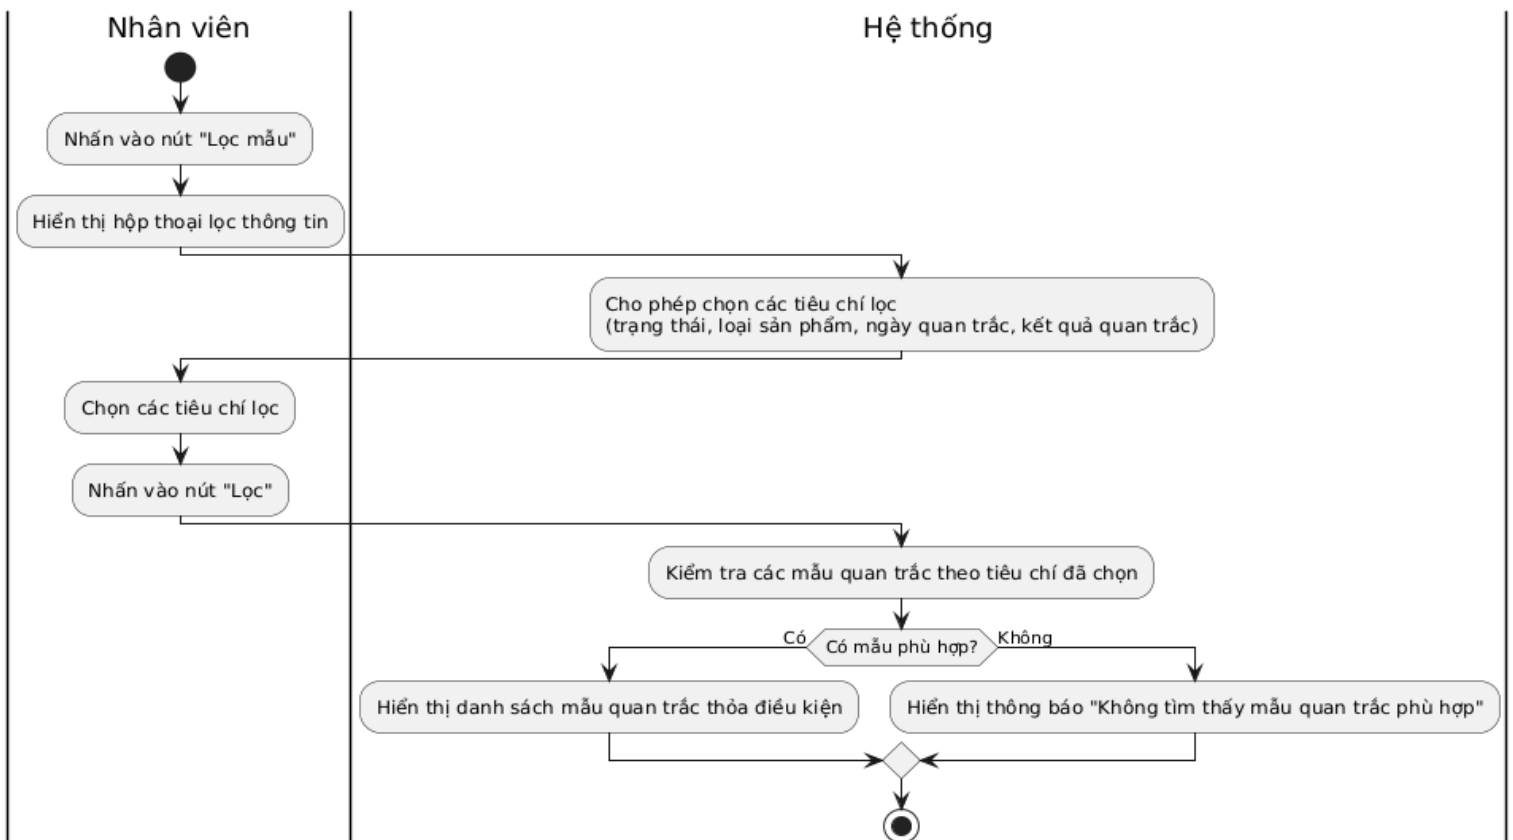 Nhân viên
Hệ thống
Nhấn vào nút "Lọc mẫu"
Hiển thị hộp thoại lọc thông tin
Cho phép chọn các tiêu chí lọc
(trạng thái, loại sản phẩm, ngày quan trắc, kết quả quan trắc)
Chọn các tiêu chí lọc
Nhấn vào nút "Lọc"
Kiểm tra các mẫu quan trắc theo tiêu chí đã chọn
Có
Có mẫu phù hợp?
Không
Hiển thị danh sách mẫu quan trắc thỏa điều kiện
Hiển thị thông báo "Không tìm thấy mẫu quan trắc phù hợp"